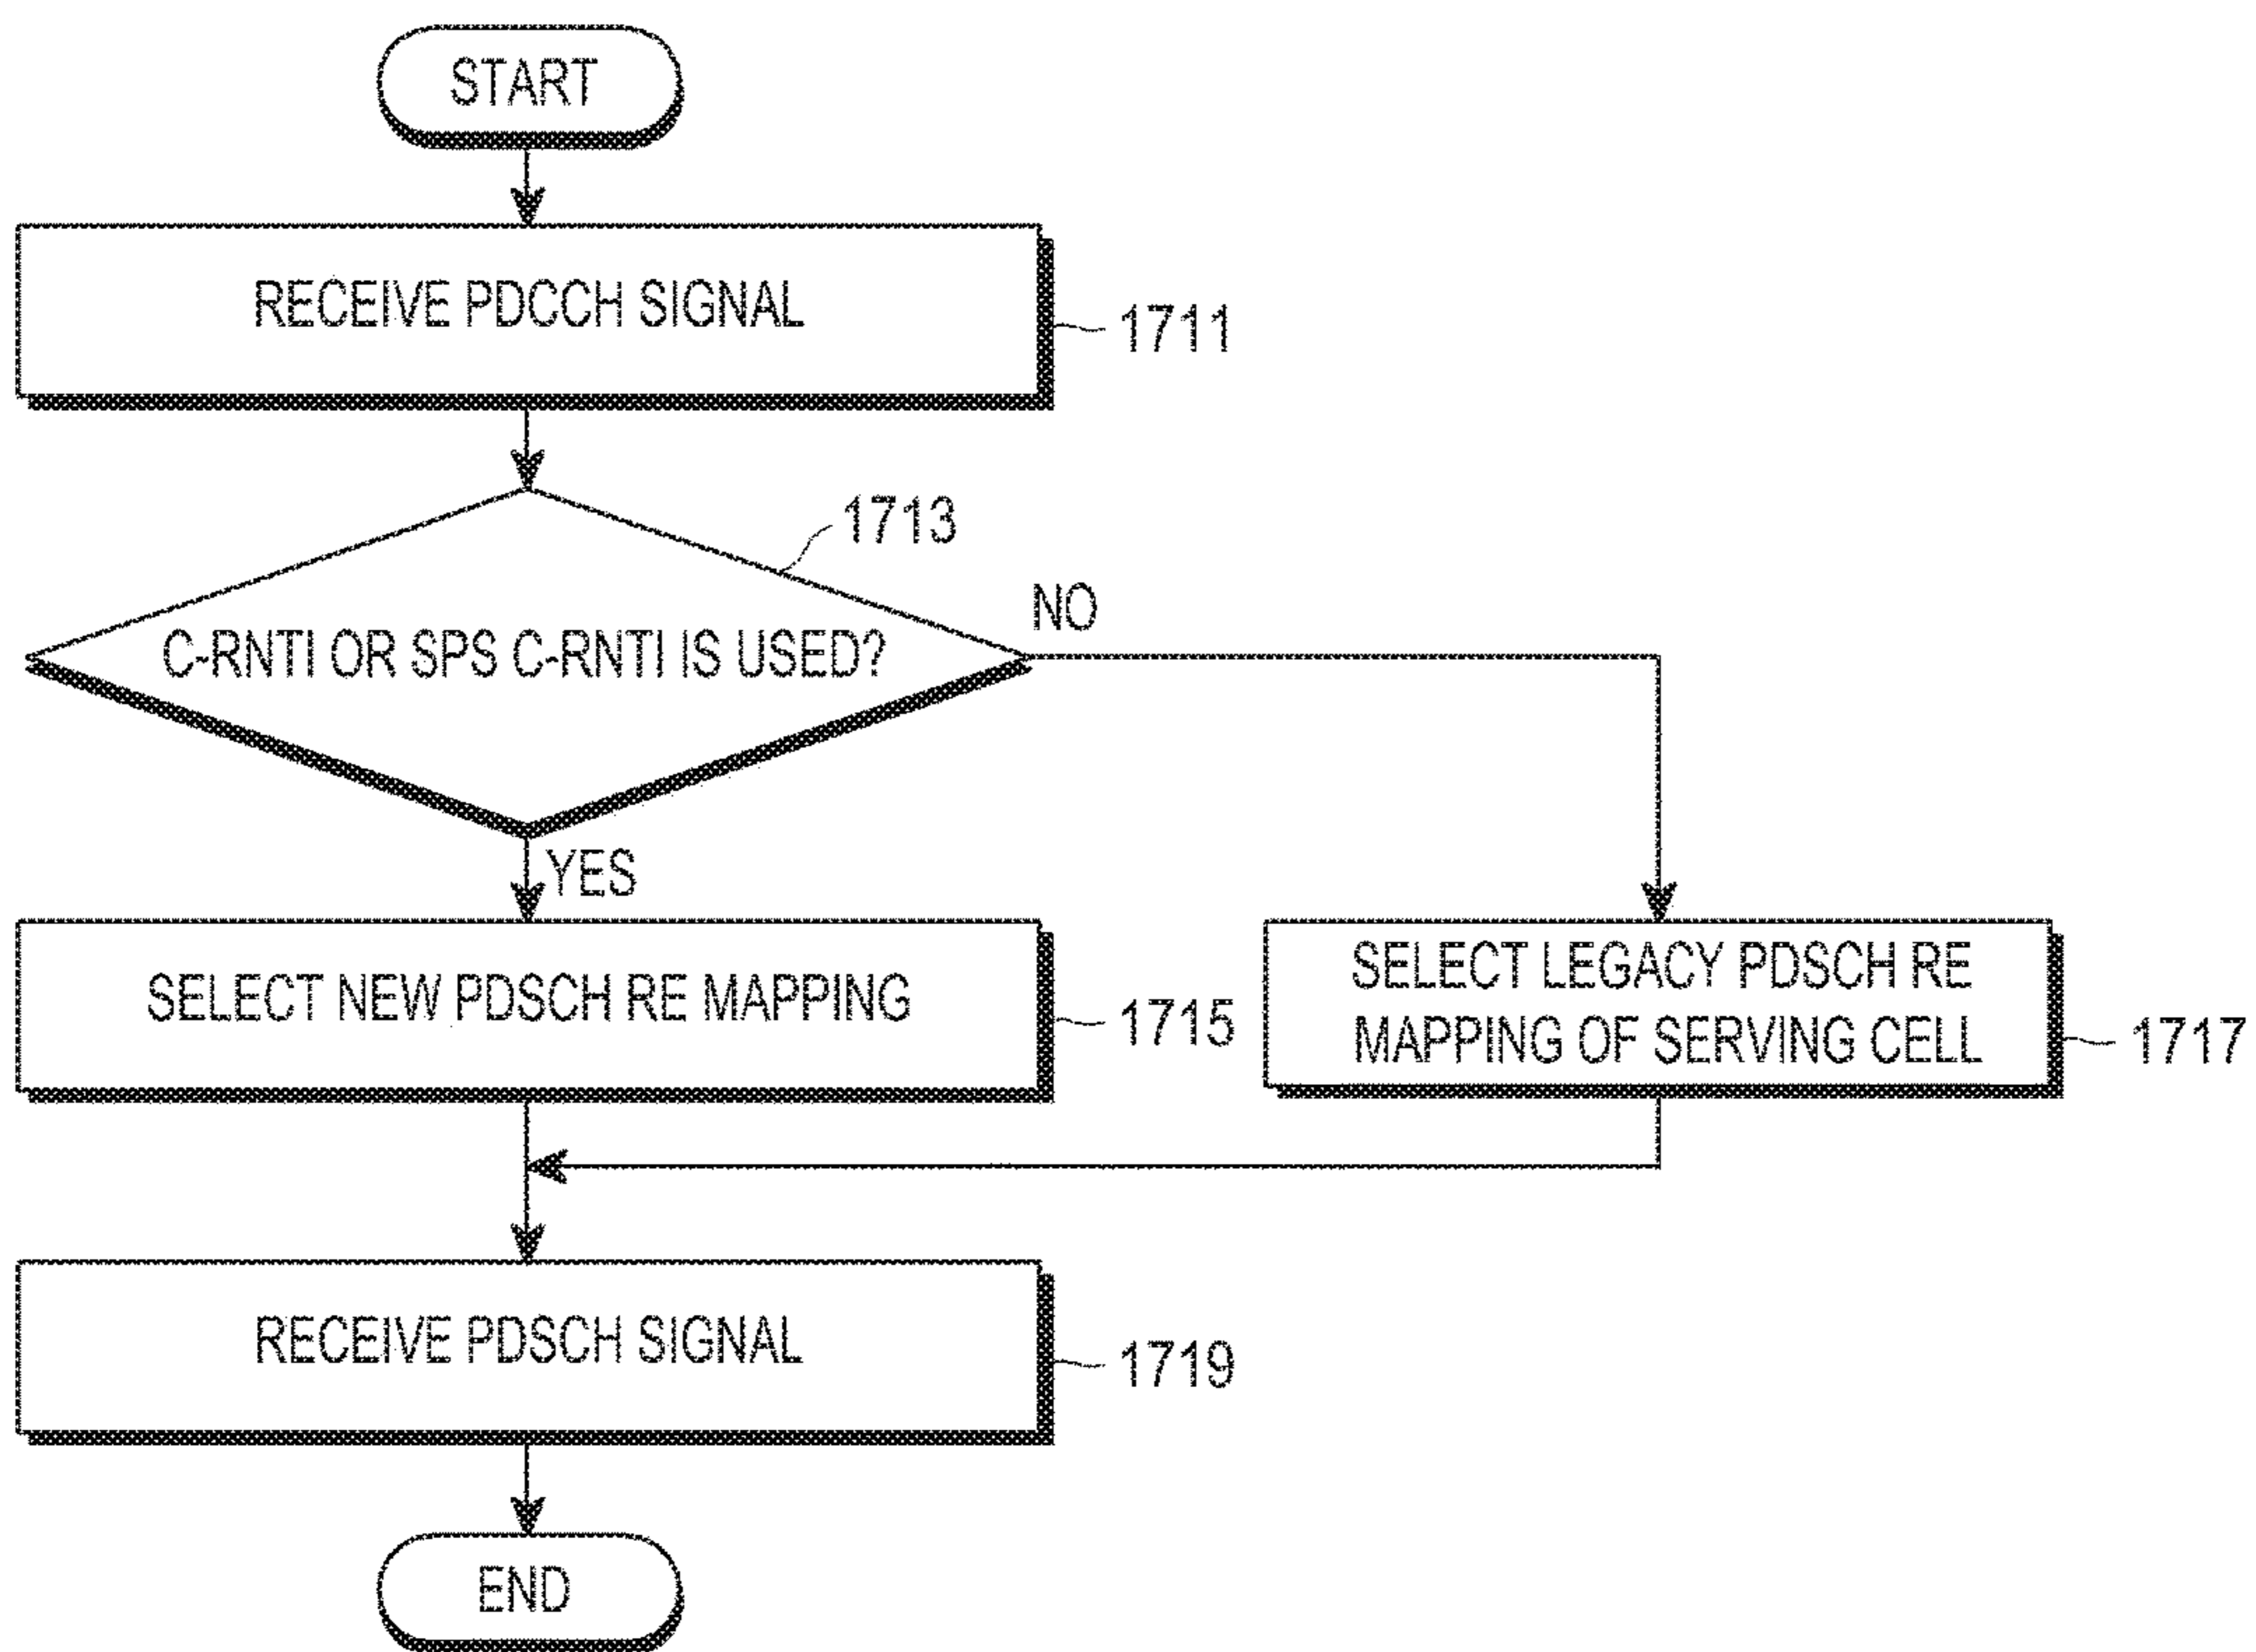 START
RECEIVE PDCCH SIGNAL
1711
1713
C-RNTI OR SPS C-RNTI IS USED?
NO
YES
SELECT NEW PDSCH RE MAPPING
1715
SELECT LEGACY PDSCH RE
MAPPING OF SERVING CELL
1717
RECEIVE PDSCH SIGNAL
1719
END